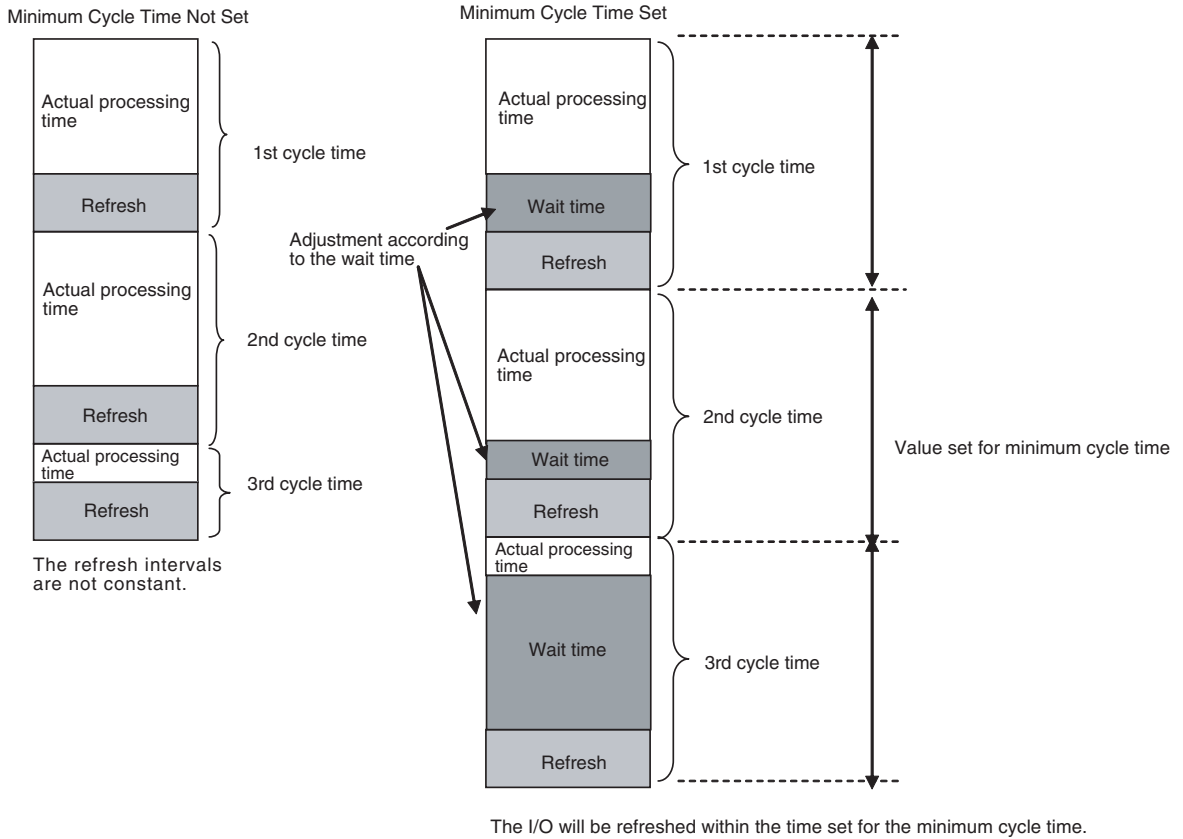 Minimum Cycle Time Not Set
Actual processing
time
Refresh
1st cycle time
Actual processing
time
Refresh
2nd cycle time
Actual processing
time
Refresh
3rd cycle time
The refresh intervals
are not constant.
Adjustment according
to the wait time
Minimum Cycle Time Set
Actual processing
time
Wait time
Refresh
1st cycle time
Actual processing
time
Wait time
Refresh
2nd cycle time
Actual processing
time
Wait time
Refresh
3rd cycle time
Value set for minimum cycle time
The I/O will be refreshed within the time set for the minimum cycle time.